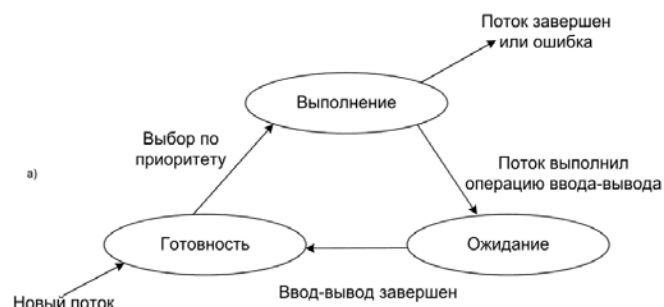 Поток завершен
или ошибка
Выполнение
Выбор по
приоритету
а)
Поток выполнил
операцию ввода-вывода
Готовность
Ожидание
Ввод-вывод завершен
Новый поток